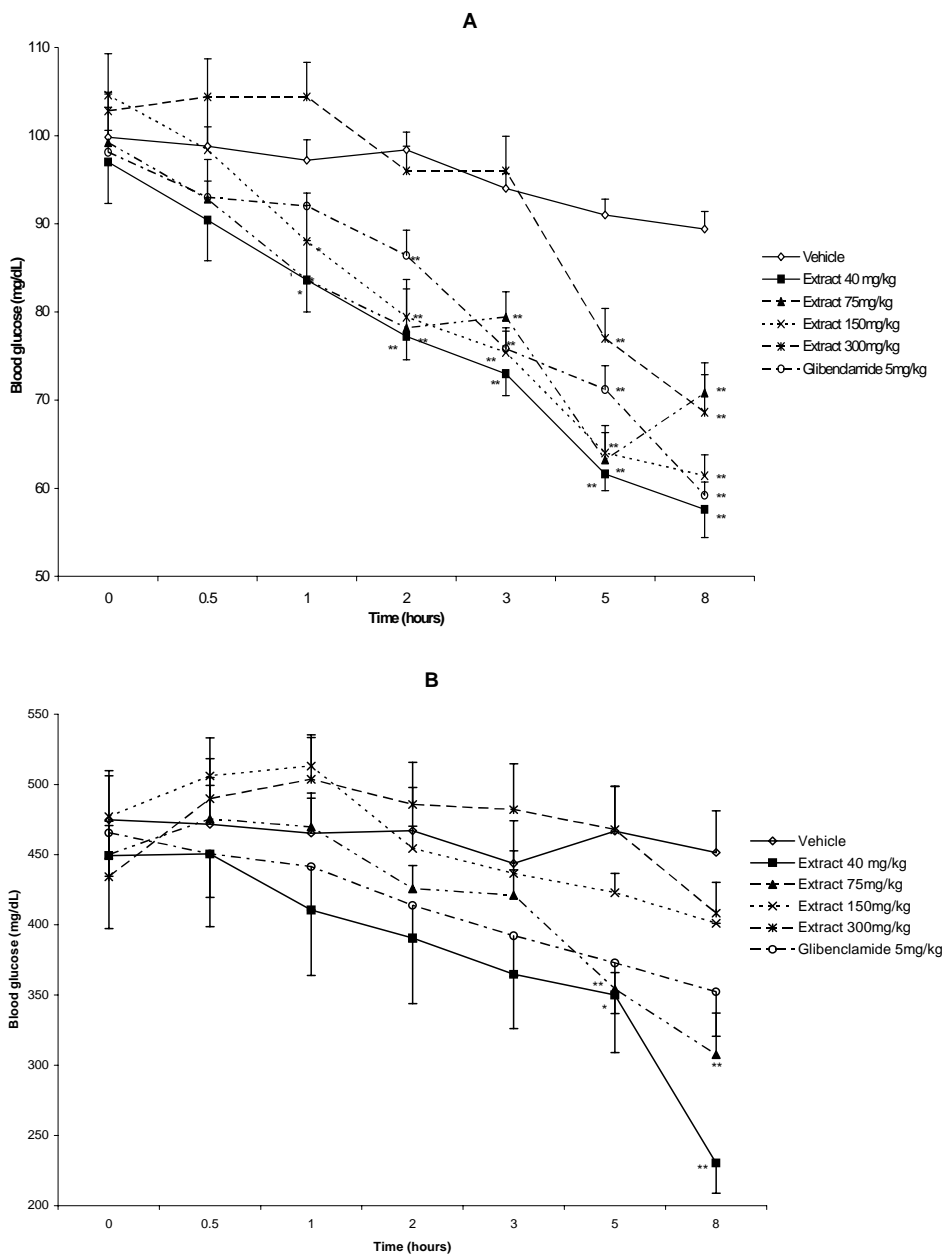 A
110
100
90
80
70
60
50
Blood glucose (mg/dL)
0 0.5 1 2 3 5 8
Time (hours)
Vehicle
Extract 40 mg/kg
Extract 75mg/kg
Extract 150mg/kg
Extract 300mg/kg
Glibenclamide 5mg/kg
B
550
500
450
400
350
300
250
200
Blood glucose (mg/dL)
0 0.5 1 2 3 5 8
Time (hours)
Vehicle
Extract 40 mg/kg
Extract 75mg/kg
Extract 150mg/kg
Extract 300mg/kg
Glibenclamide 5mg/kg